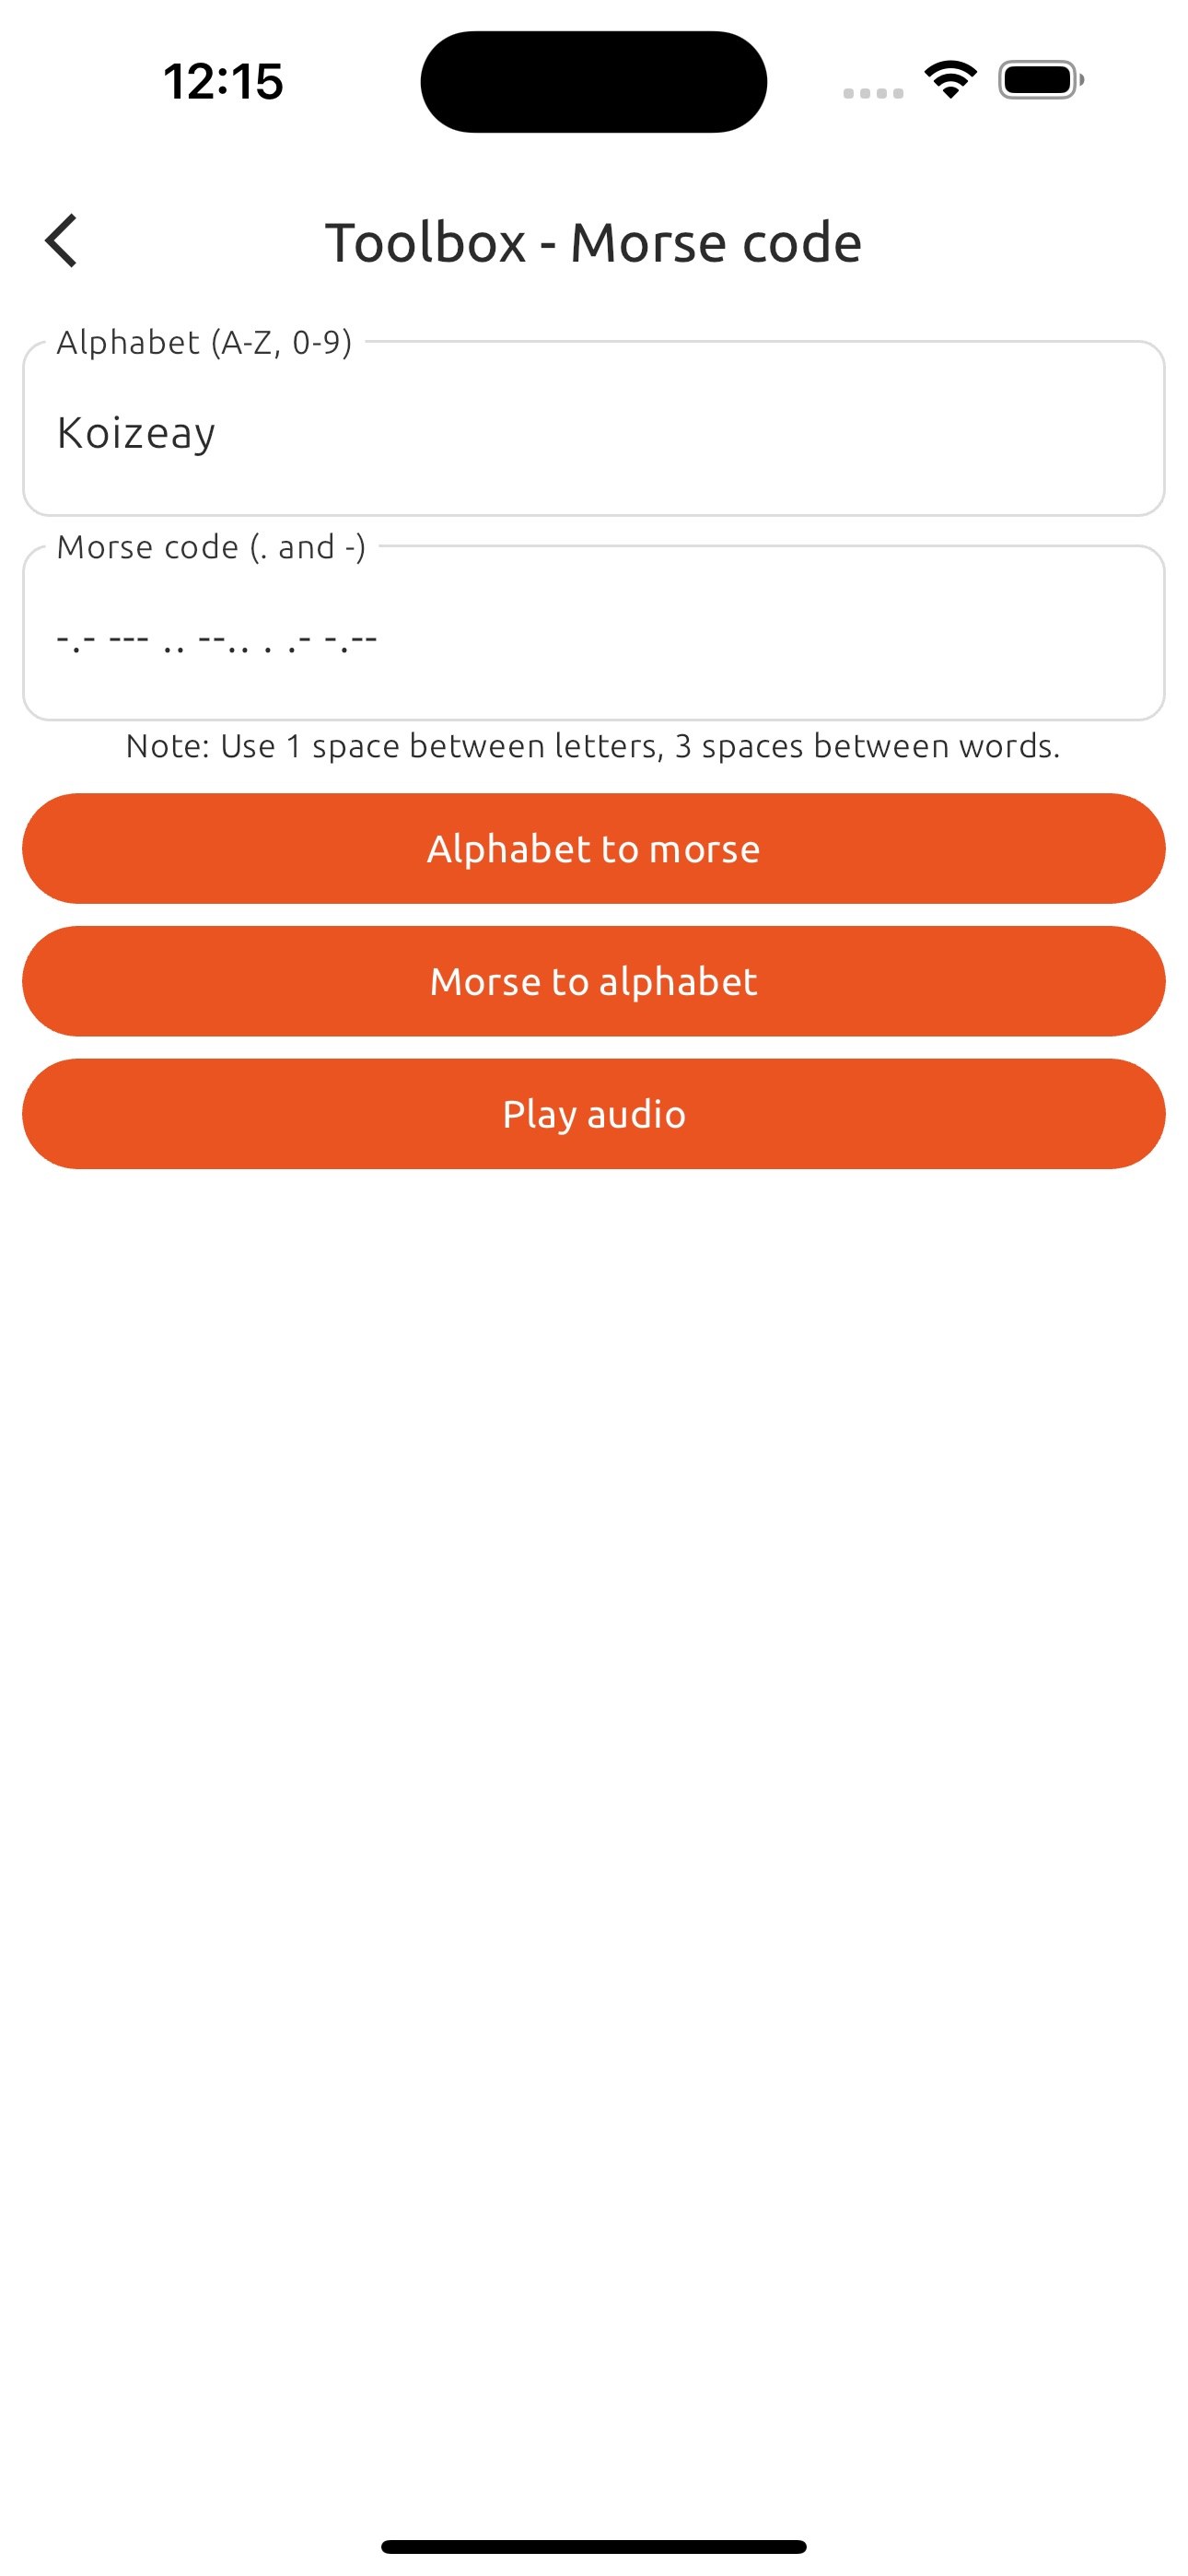 12:15
Toolbox - Morse code
Alphabet (A-Z, 0-9)
Koizeay
Morse code (. and -)
-.- --- .. --.. . .- -.--
Note: Use 1 space between letters, 3 spaces between words.
Alphabet to morse
Morse to alphabet
Play audio